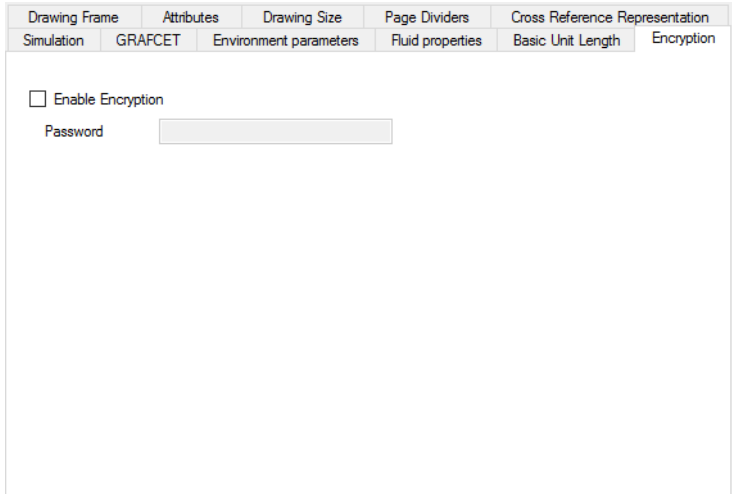 Drawing Frame Attributes Drawing Size Page Dividers Cross Reference Representation
Simulation GRAFCET Environment parameters Fluid properties Basic Unit Length Encryption
Enable Encryption
Password